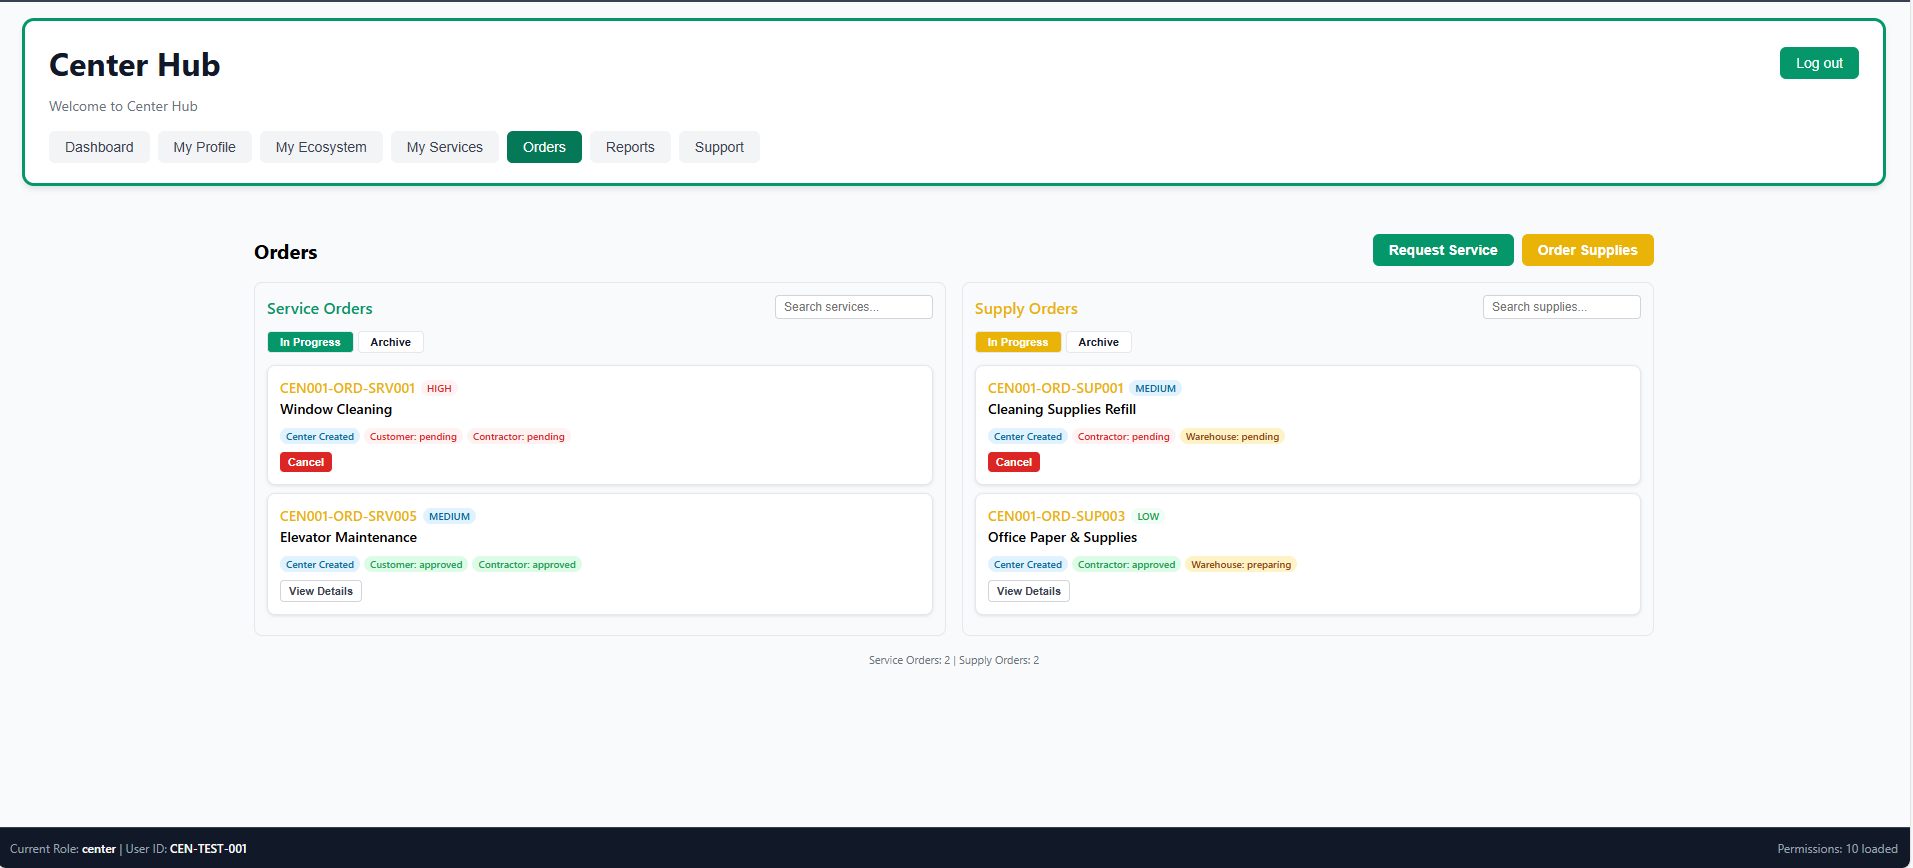 Center Hub
Log out
Welcome to Center Hub
Dashboard My Profile My Ecosystem My Services Orders Reports Support
Orders
Request Service Order Supplies
Service Orders
Search services...
In Progress Archive
CEN001-ORD-SRV001 HIGH
Window Cleaning
Center Created Customer: pending Contractor: pending
Cancel
CEN001-ORD-SRV005 MEDIUM
Elevator Maintenance
Center Created Customer: approved Contractor: approved
View Details
Supply Orders
Search supplies...
In Progress Archive
CEN001-ORD-SUP001 MEDIUM
Cleaning Supplies Refill
Center Created Contractor: pending Warehouse: pending
Cancel
CEN001-ORD-SUP003 LOW
Office Paper & Supplies
Center Created Contractor: approved Warehouse: preparing
View Details
Service Orders: 2 | Supply Orders: 2
Current Role: center | User ID: CEN-TEST-001
Permissions: 10 loaded